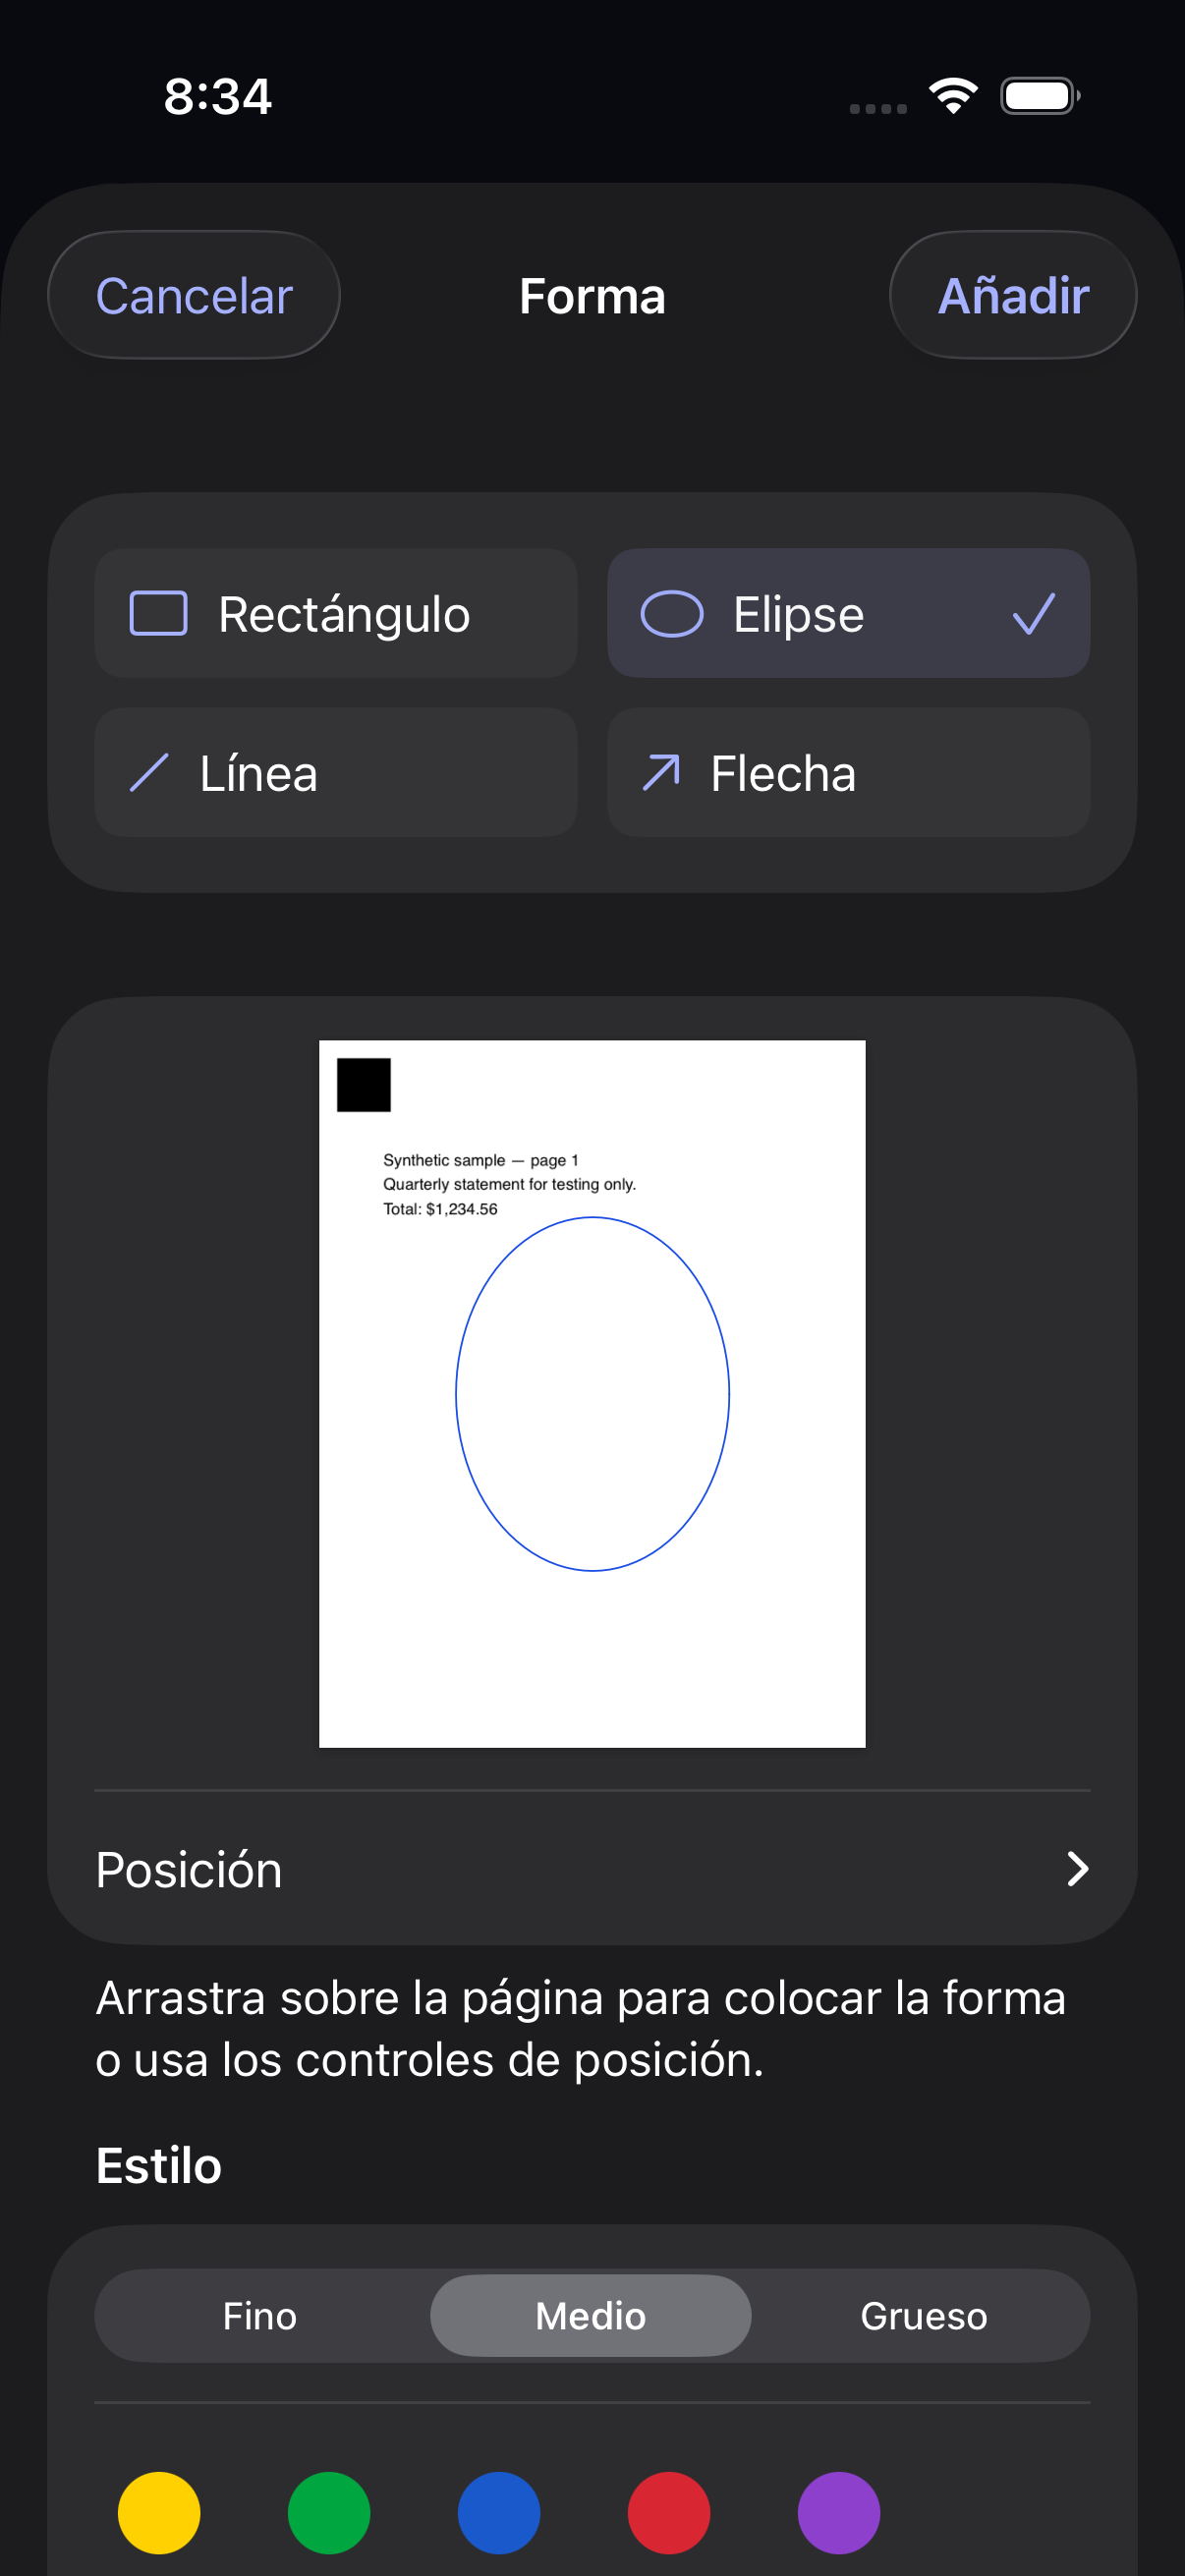 8:34
Cancelar
Forma
Añadir
Rectángulo
Elipse
Línea
Flecha
Synthetic sample — page 1
Quarterly statement for testing only.
Total: $1,234.56
Posición
Arrastra sobre la página para colocar la forma
o usa los controles de posición.
Estilo
Fino
Medio
Grueso